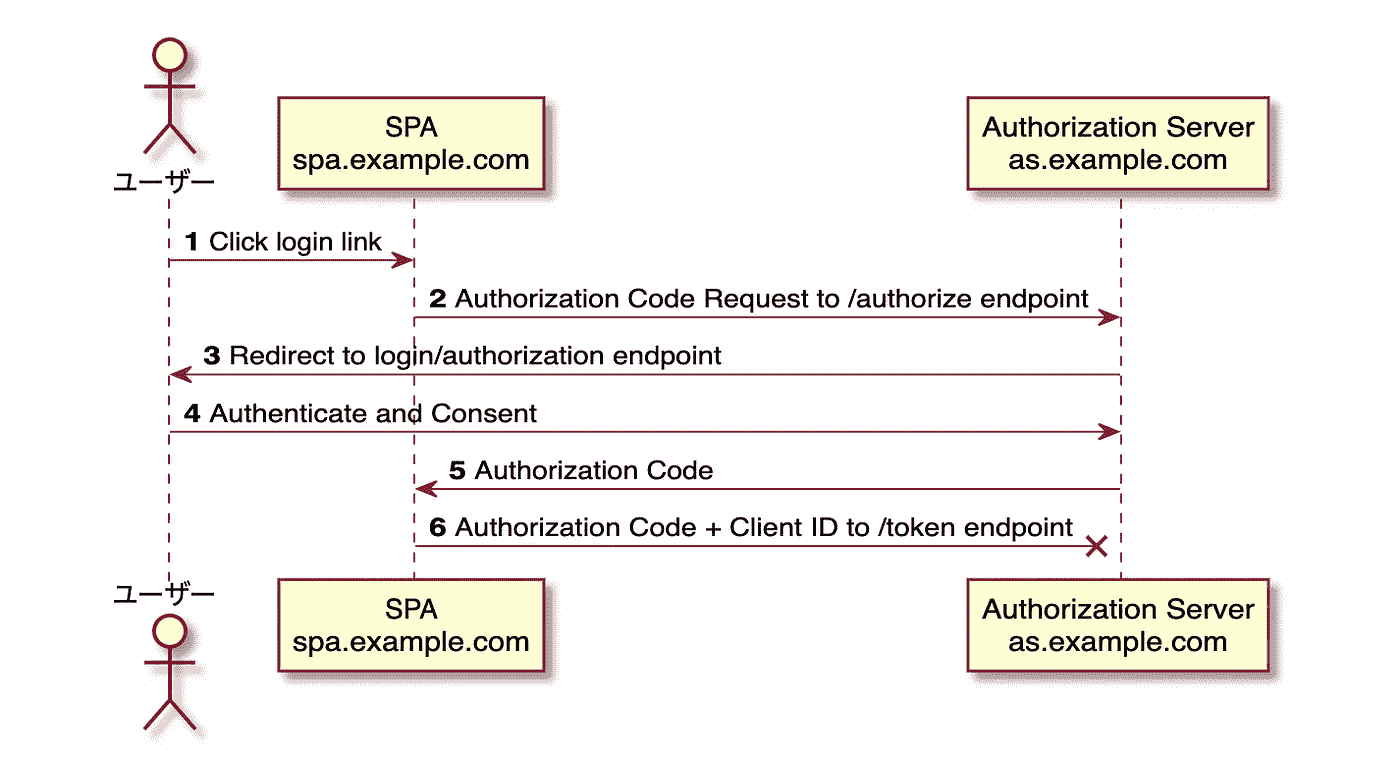 ユーザー
SPA
spa.example.com
Authorization Server
as.example.com
1 Click login link
2 Authorization Code Request to /authorize endpoint
3 Redirect to login/authorization endpoint
4 Authenticate and Consent
5 Authorization Code
6 Authorization Code + Client ID to /token endpoint
ユーザー
SPA
spa.example.com
Authorization Server
as.example.com